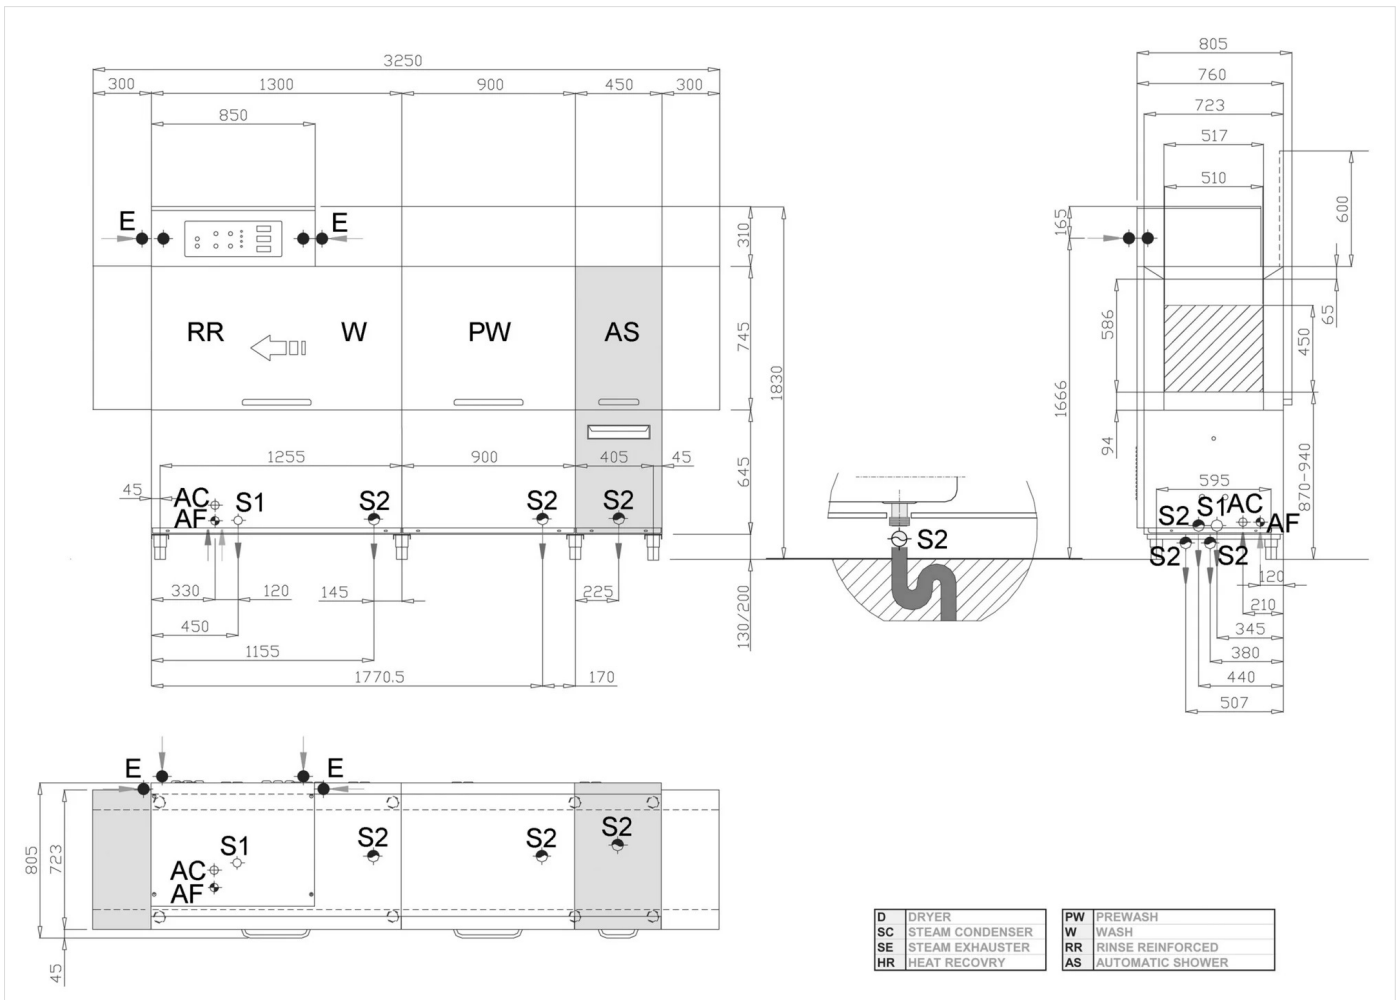 3250
300
1300
900
450
300
850
E
E
RR
W
PW
AS
310
745
645
130/200
1830
1255
900
405
45
45
AC
AF
S1
S2
S2
S2
330
120
145
225
450
1155
1770.5
170
S2
805
760
723
517
510
165
600
65
586
450
1666
94
870-940
595
S2
S1
AC
AF
S2
S2
120
210
345
380
440
507
E
E
S1
AC
AF
S2
S2
S2
805
723
45
D DRYER
SC STEAM CONDENSER
SE STEAM EXHAUSTER
HR HEAT RECOVRY
PW PREWASH
W WASH
RR RINSE REINFORCED
AS AUTOMATIC SHOWER